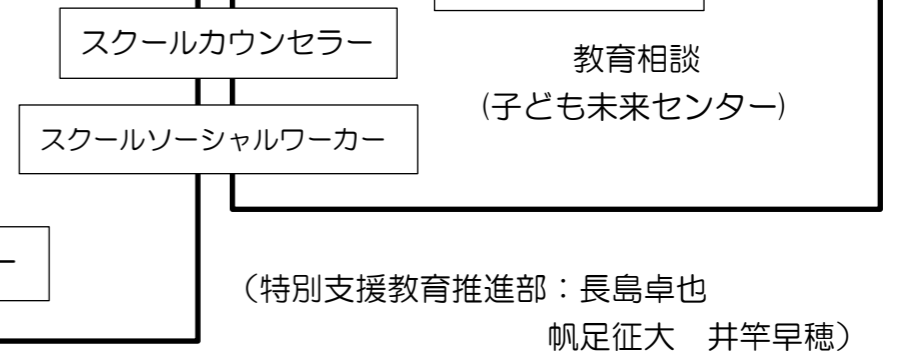 スクールカウンセラー
教育相談
(子ども未来センター)
スクールソーシャルワーカー
ー
（特別支援教育推進部：長島卓也
帆足征大　井竿早穂）